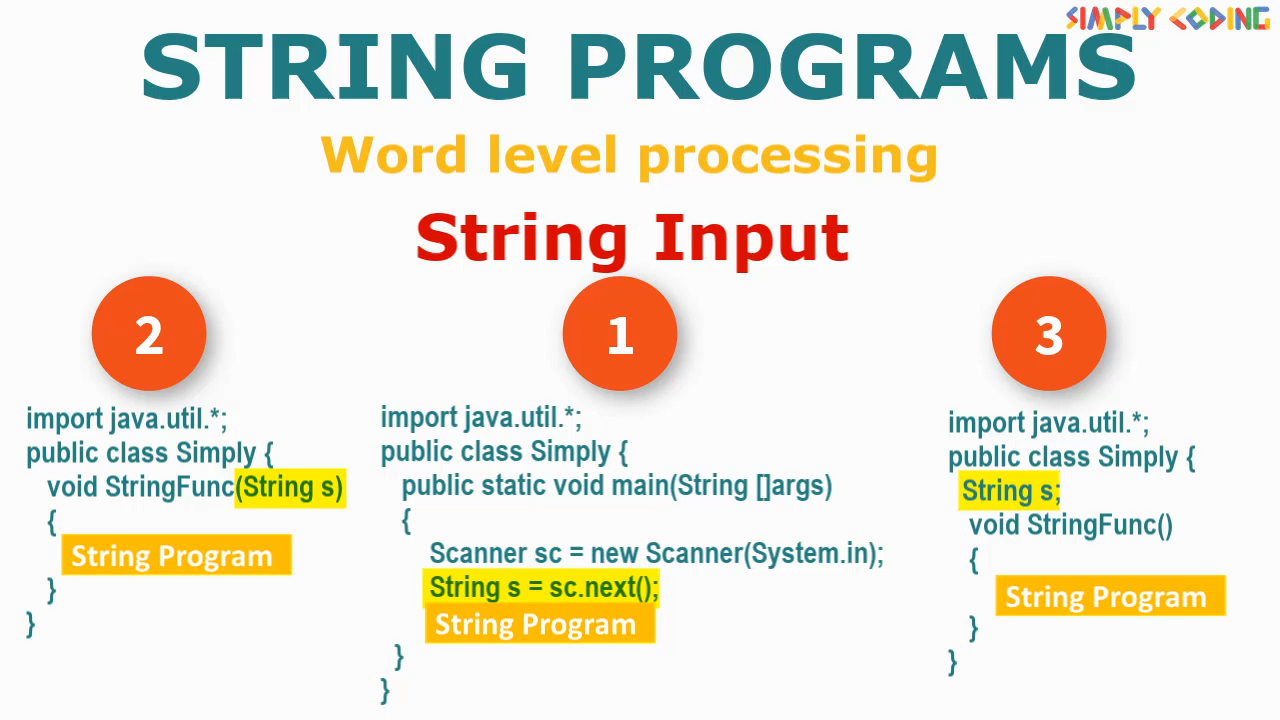 SIMPLY CODING
STRING PROGRAMS
Word level processing
String Input
2
import java.util.*;
public class Simply {
void StringFunc(String s)
{
String Program
}
}
1
import java.util.*;
public class Simply {
public static void main(String []args)
{
Scanner sc = new Scanner(System.in);
String s = sc.next();
String Program
}
}
3
import java.util.*;
public class Simply {
String s;
void StringFunc()
{
String Program
}
}